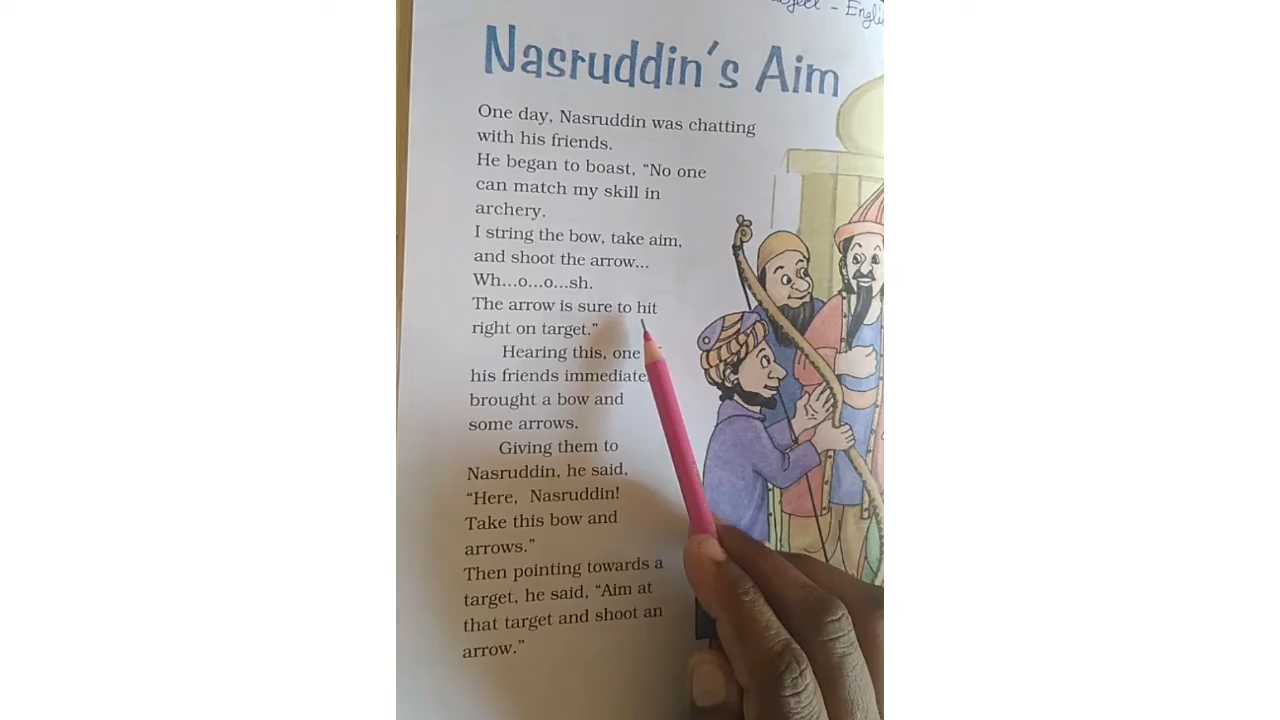 - Engli
Nasruddin's Aim
One day, Nasruddin was chatting
with his friends.
He began to boast, “No one
can match my skill in
archery.
I string the bow, take aim,
and shoot the arrow...
Wh...o...o...sh.
The arrow is sure to hit
right on target.”
Hearing this, one
his friends immediate
brought a bow and
some arrows.
Giving them to
Nasruddin, he said,
“Here, Nasruddin!
Take this bow and
arrows.”
Then pointing towards a
target, he said, “Aim at
that target and shoot an
arrow.”